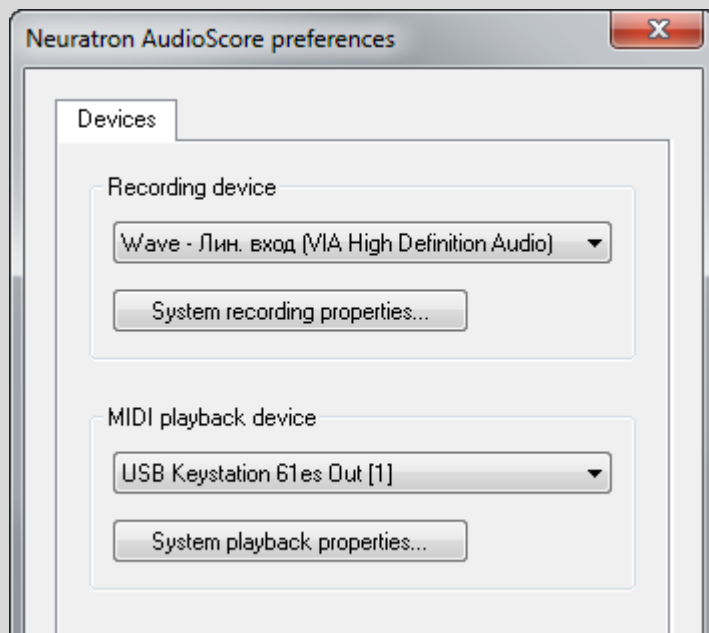 Neuratron AudioScore preferences
Devices
Recording device
Wave - Лин. вход (VIA High Definition Audio)
System recording properties...
MIDI playback device
USB Keystation 61es Out [1]
System playback properties...